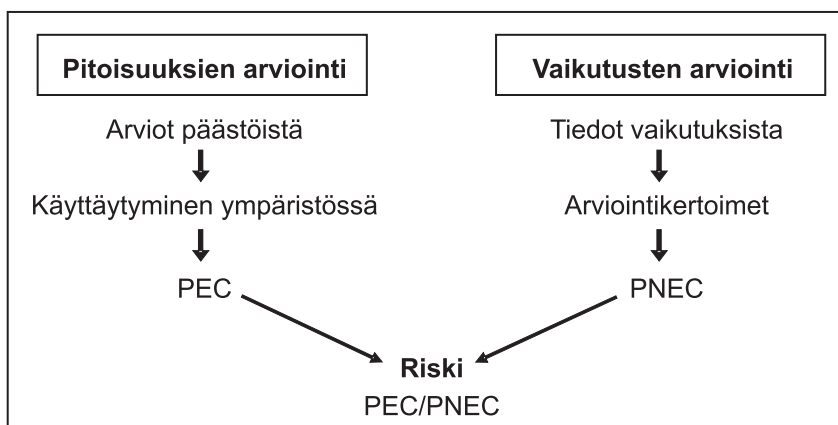 Pitoisuuksien arviointi
Arviot päästöistä
Käyttäytyminen ympäristössä
PEC
Vaikutusten arviointi
Tiedot vaikutuksista
Arviointikertoimet
PNEC
Riski
PEC/PNEC